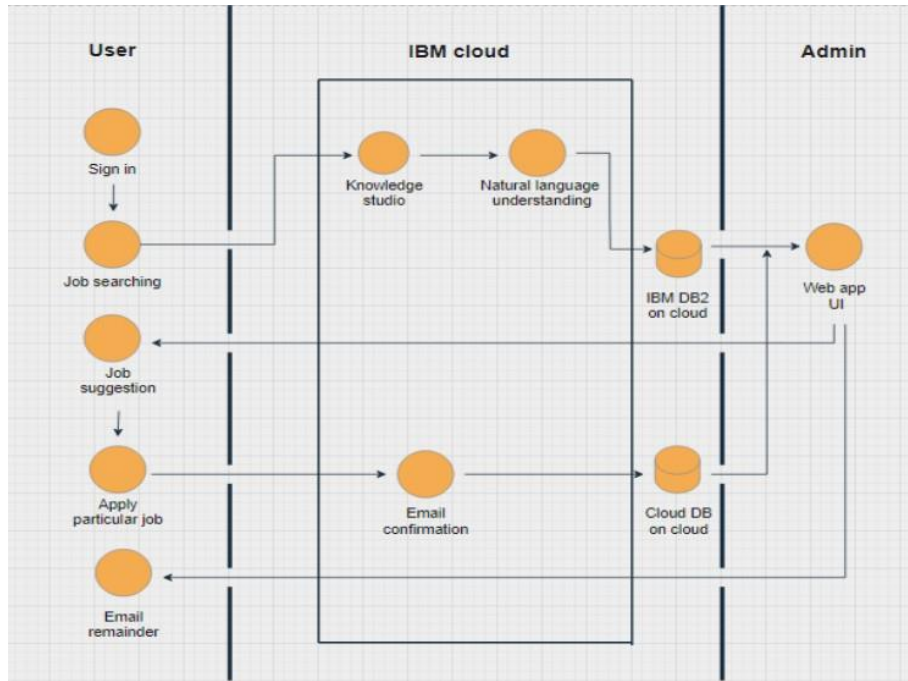 User
IBM cloud
Admin
Sign in
Knowledge
studio
Natural language
understanding
Job searching
IBM DB2
on cloud
Web app
UI
Job
suggestion
Apply
particular job
Email
confirmation
Cloud DB
on cloud
Email
remainder